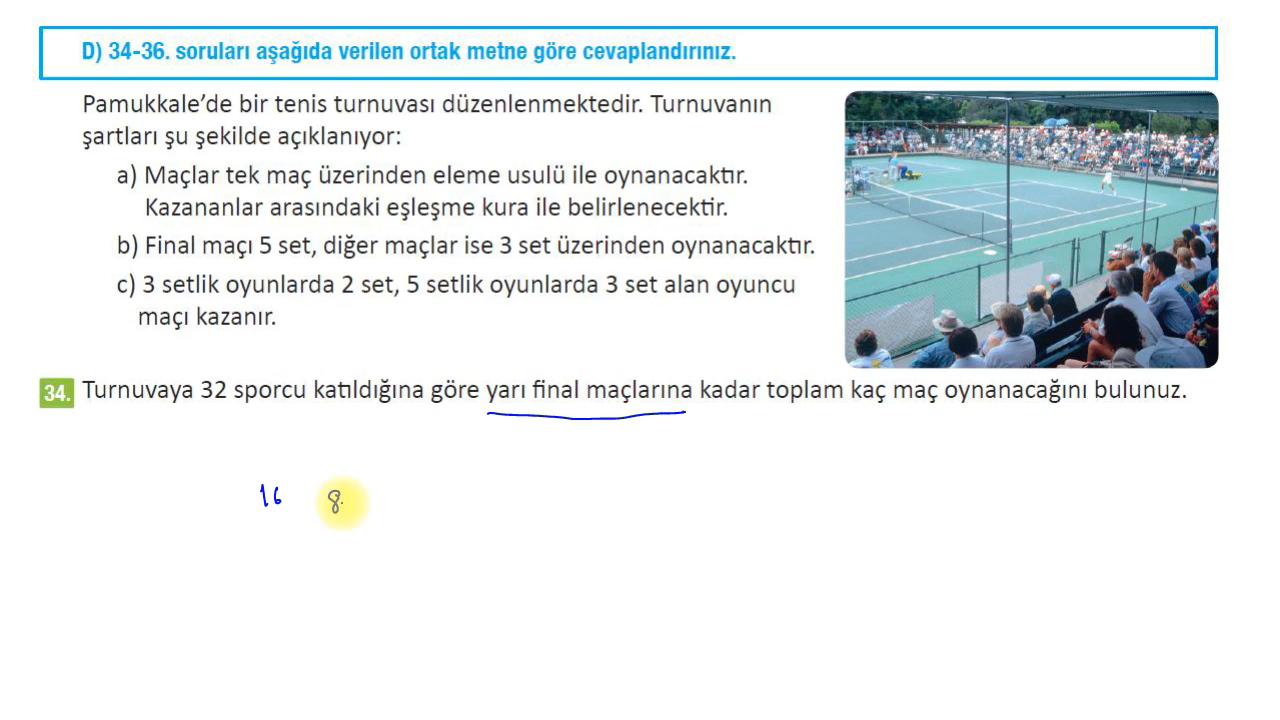 D) 34-36. soruları aşağıda verilen ortak metne göre cevaplandırınız.
Pamukkale’de bir tenis turnuvası düzenlenmektedir. Turnuvanın
şartları şu şekilde açıklanıyor:
a) Maçlar tek maç üzerinden eleme usulü ile oynanacaktır.
Kazananlar arasındaki eşleşme kura ile belirlenecektir.
b) Final maçı 5 set, diğer maçlar ise 3 set üzerinden oynanacaktır.
c) 3 setlik oyunlarda 2 set, 5 setlik oyunlarda 3 set alan oyuncu
maçı kazanır.
34. Turnuvaya 32 sporcu katıldığına göre yarı final maçlarına kadar toplam kaç maç oynanacağını bulunuz.
16 8